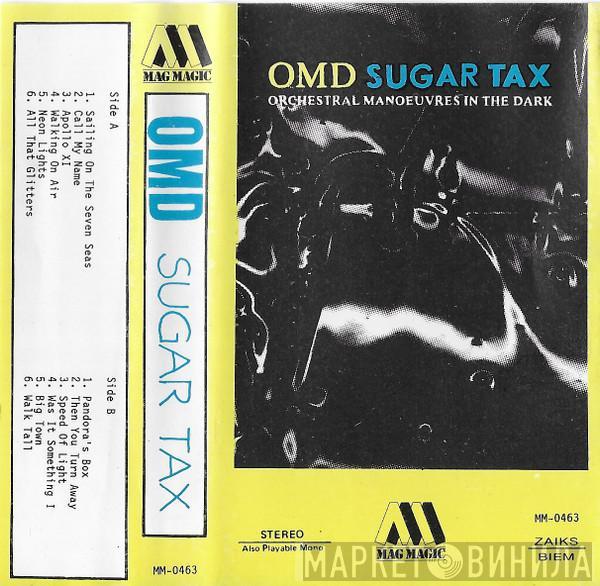 MAG MAGIC
Side A
1. Sailing On The Seven Seas
2. Call My Name
3. Apollo XI
4. Walking On Air
5. Neon Lights
6. All That Glitters
Side B
1. Pandora's Box
2. Then You Turn Away
3. Speed Of Light
4. Was It Something I
5. Big Town
6. Walk Tall
OMD SUGAR TAX
MM-0463
OMD SUGAR TAX
ORCHESTRAL MANOEUVRES IN THE DARK
STEREO
Also Playable Mono
MAG MAGIC
MM-0463
ZAIKS
BIEM
МАРКЕТ ВИНИЛА